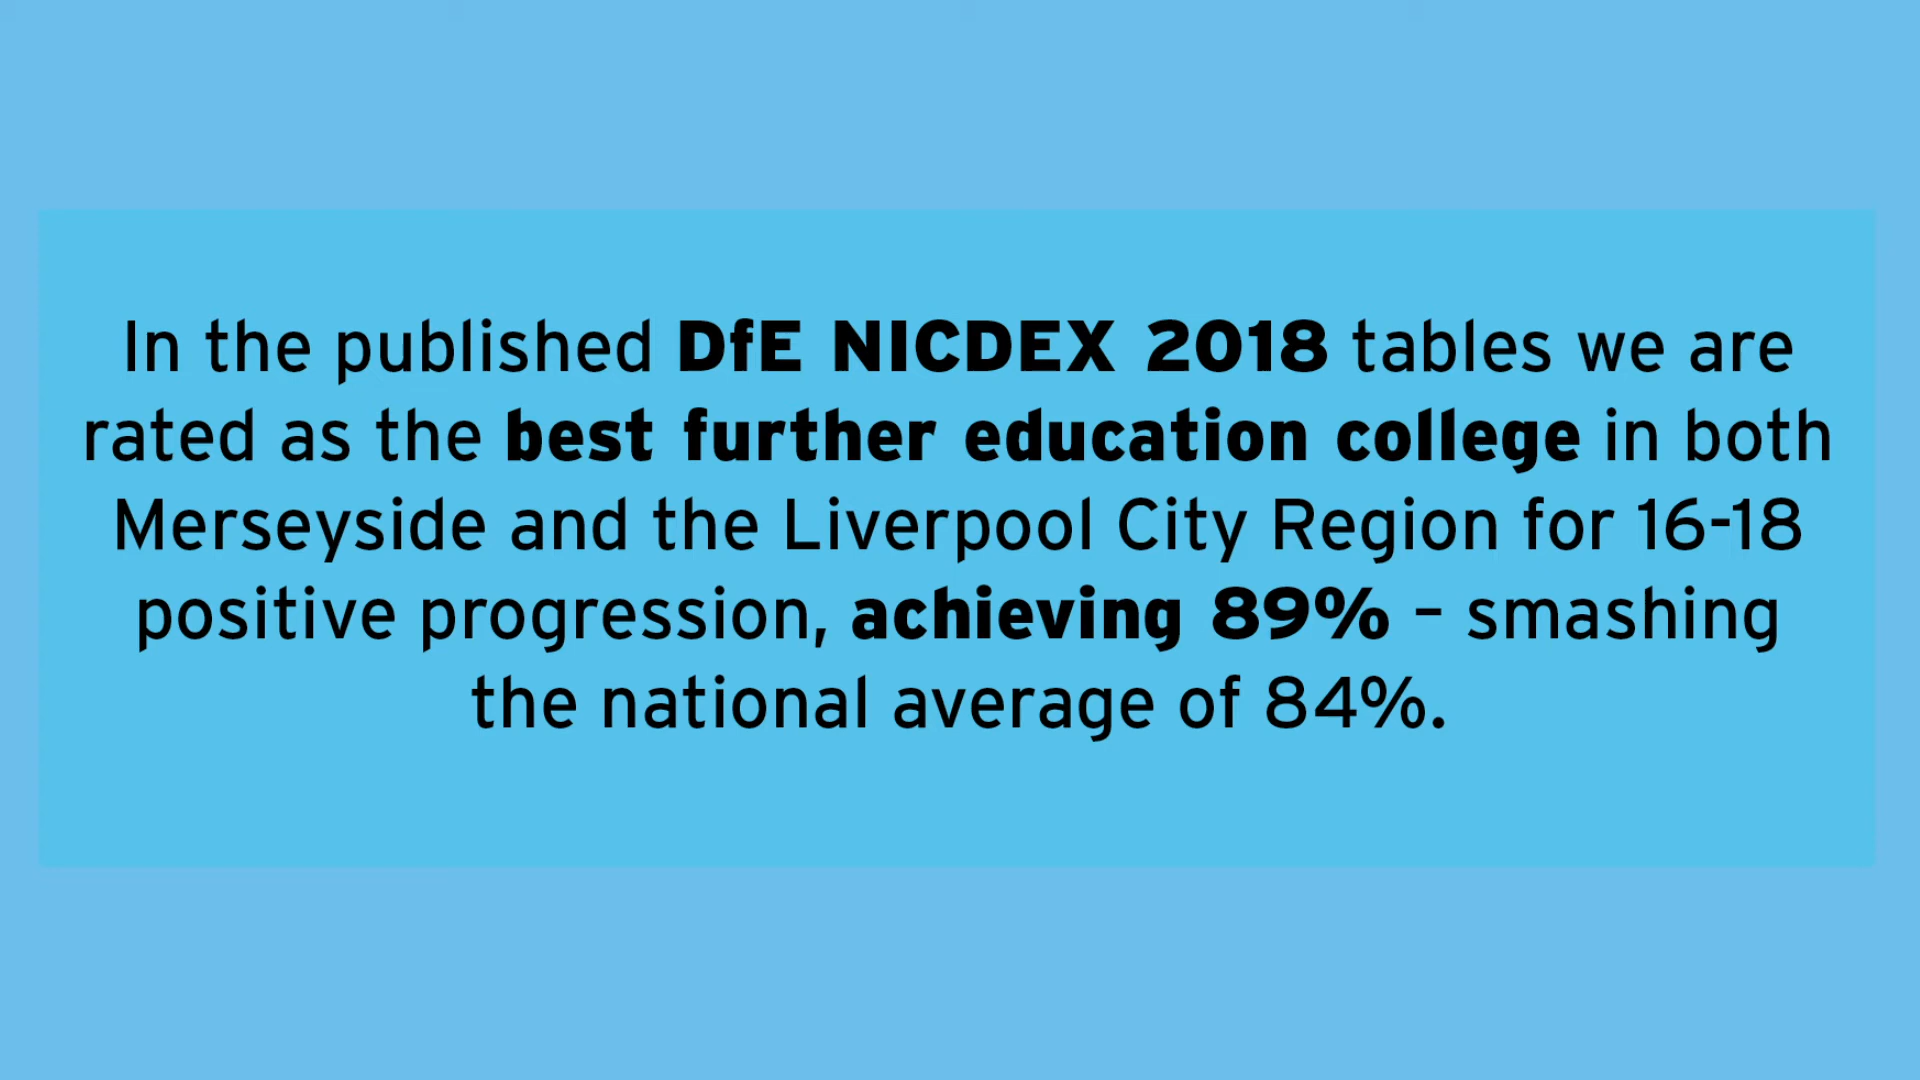 In the published DfE NICDEX 2018 tables we are
rated as the best further education college in both
Merseyside and the Liverpool City Region for 16-18
positive progression, achieving 89% – smashing
the national average of 84%.